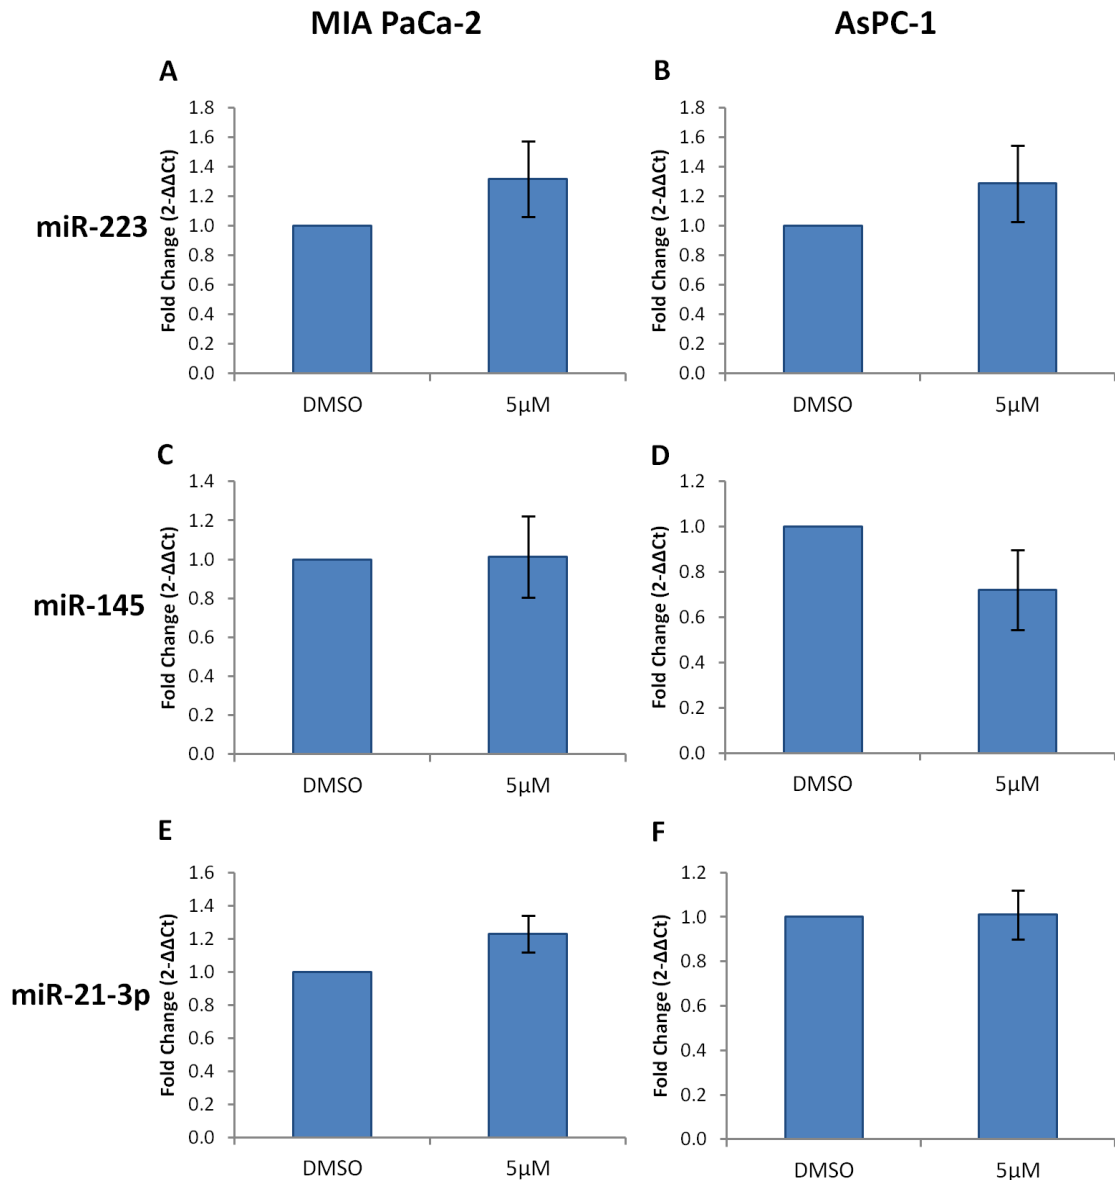 MIA PaCa-2
AsPC-1
miR-223
A
Fold Change (2-ΔΔCt)
1.8
1.6
1.4
1.2
1.0
0.8
0.6
0.4
0.2
0.0
DMSO
5µM
B
Fold Change (2-ΔΔCt)
1.8
1.6
1.4
1.2
1.0
0.8
0.6
0.4
0.2
0.0
DMSO
5µM
miR-145
C
Fold Change (2-ΔΔCt)
1.4
1.2
1.0
0.8
0.6
0.4
0.2
0.0
DMSO
5µM
D
Fold Change (2-ΔΔCt)
1.2
1.0
0.8
0.6
0.4
0.2
0.0
DMSO
5µM
miR-21-3p
E
Fold Change (2-ΔΔCt)
1.6
1.4
1.2
1.0
0.8
0.6
0.4
0.2
0.0
DMSO
5µM
F
Fold Change (2-ΔΔCt)
1.2
1.0
0.8
0.6
0.4
0.2
0.0
DMSO
5µM